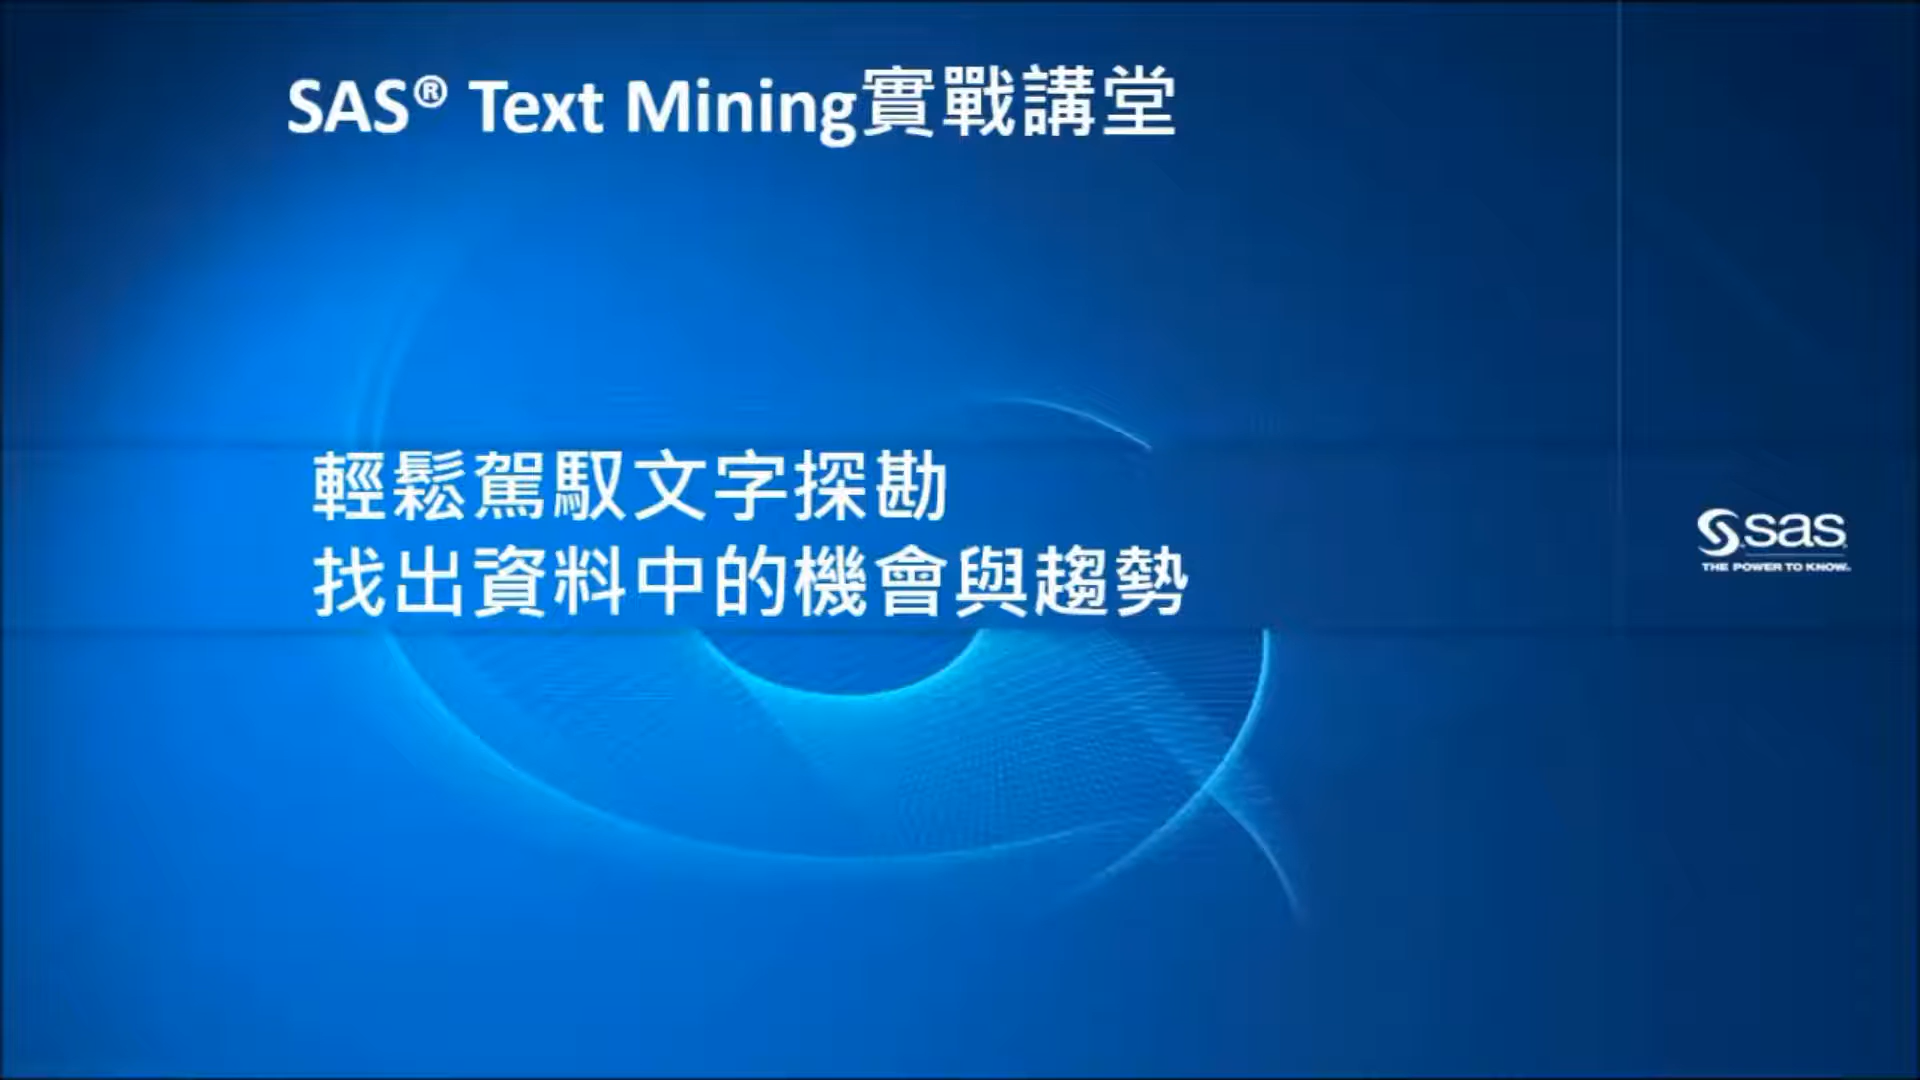 SAS® Text Mining實戰講堂
輕鬆駕馭文字探勘
找出資料中的機會與趨勢
sas
THE POWER TO KNOW.